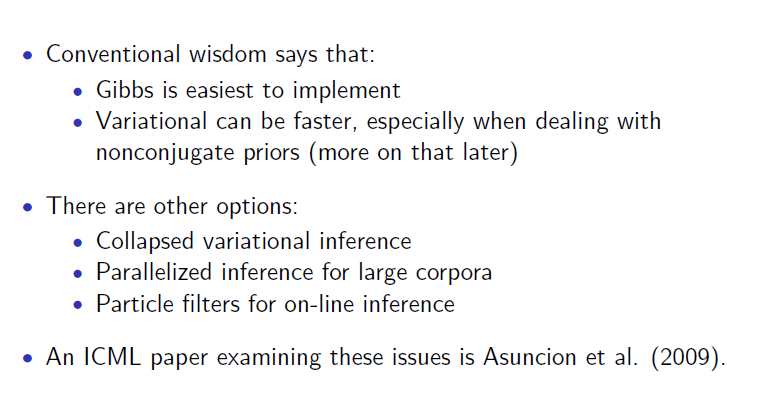 • Conventional wisdom says that:
• Gibbs is easiest to implement
• Variational can be faster, especially when dealing with
nonconjugate priors (more on that later)
• There are other options:
• Collapsed variational inference
• Parallelized inference for large corpora
• Particle filters for on-line inference
• An ICML paper examining these issues is Asuncion et al. (2009).